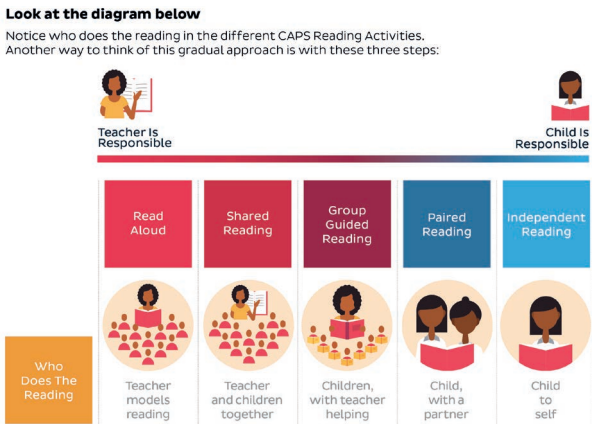 Look at the diagram below
Notice who does the reading in the different CAPS Reading Activities.
Another way to think of this gradual approach is with these three steps:
Teacher Is
Responsible
Child Is
Responsible
Read
Aloud
Shared
Reading
Group
Guided
Reading
Paired
Reading
Independent
Reading
Who
Does The
Reading
Teacher
models
reading
Teacher
and children
together
Children,
with teacher
helping
Child,
with a
partner
Child
to
self